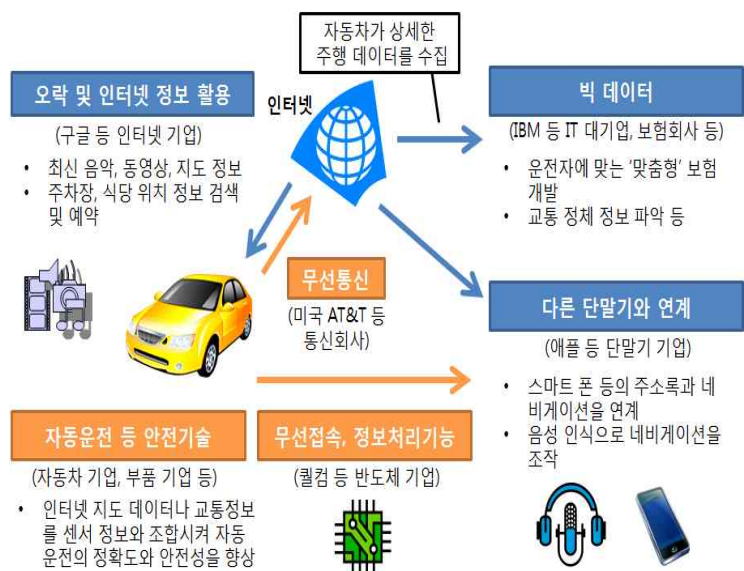 자동차가 상세한
주행 데이터를 수집
오락 및 인터넷 정보 활용
(구글 등 인터넷 기업)
• 최신 음악, 동영상, 지도 정보
• 주차장, 식당 위치 정보 검색
및 예약
인터넷
빅 데이터
(IBM 등 IT 대기업, 보험회사 등)
• 운전자에 맞는 '맞춤형' 보험
개발
• 교통 정체 정보 파악 등
무선통신
(미국 AT&T 등
통신회사)
다른 단말기와 연계
(애플 등 단말기 기업)
• 스마트 폰 등의 주소록과 네
비게이션을 연계
• 음성 인식으로 네비게이션을
조작
자동운전 등 안전기술
(자동차 기업, 부품 기업 등)
• 인터넷 지도 데이터나 교통정보
를 센서 정보와 조합시켜 자동
운전의 정확도와 안전성을 향상
무선접속, 정보처리기능
(퀄컴 등 반도체 기업)